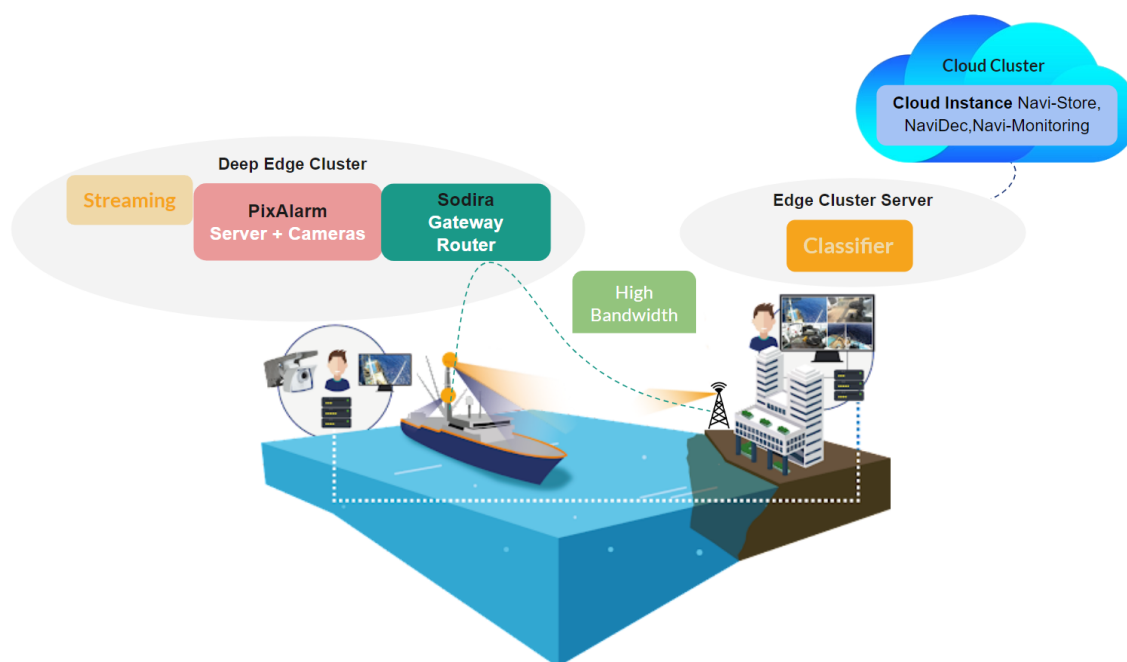 Cloud Cluster
Cloud Instance Navi-Store,
NaviDec,Navi-Monitoring
Deep Edge Cluster
Streaming
PixAlarm
Server + Cameras
Sodira
Gateway
Router
Edge Cluster Server
Classifier
High
Bandwidth